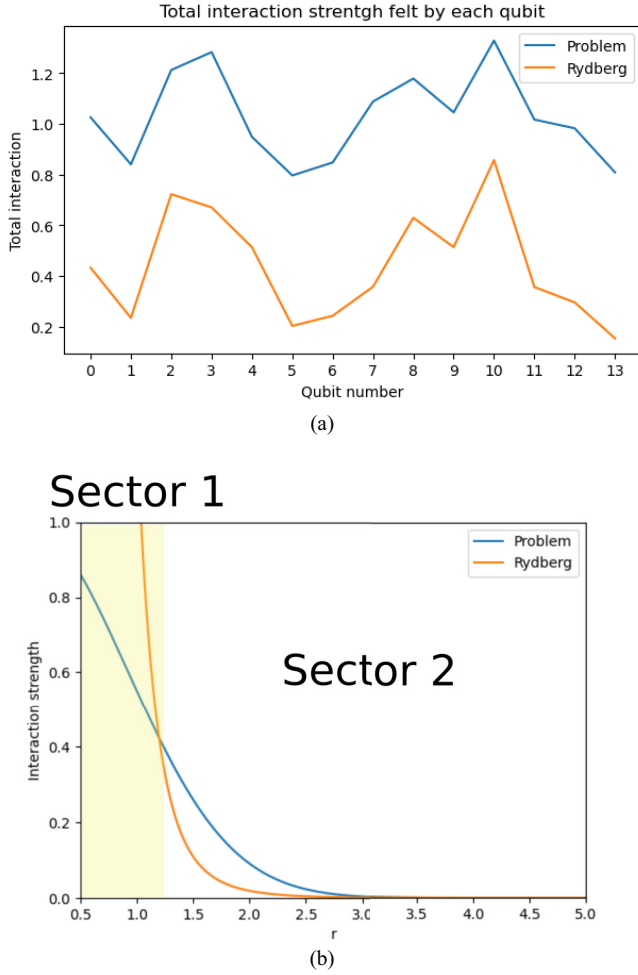 Total interaction strentgh felt by each qubit
Problem
Rydberg
Total interaction
1.2
1.0
0.8
0.6
0.4
0.2
0 1 2 3 4 5 6 7 8 9 10 11 12 13
Qubit number
(a)
Sector 1
Problem
Rydberg
Sector 2
Interaction strength
1.0
0.8
0.6
0.4
0.2
0.0
0.5 1.0 1.5 2.0 2.5 3.0 3.5 4.0 4.5 5.0
r
(b)